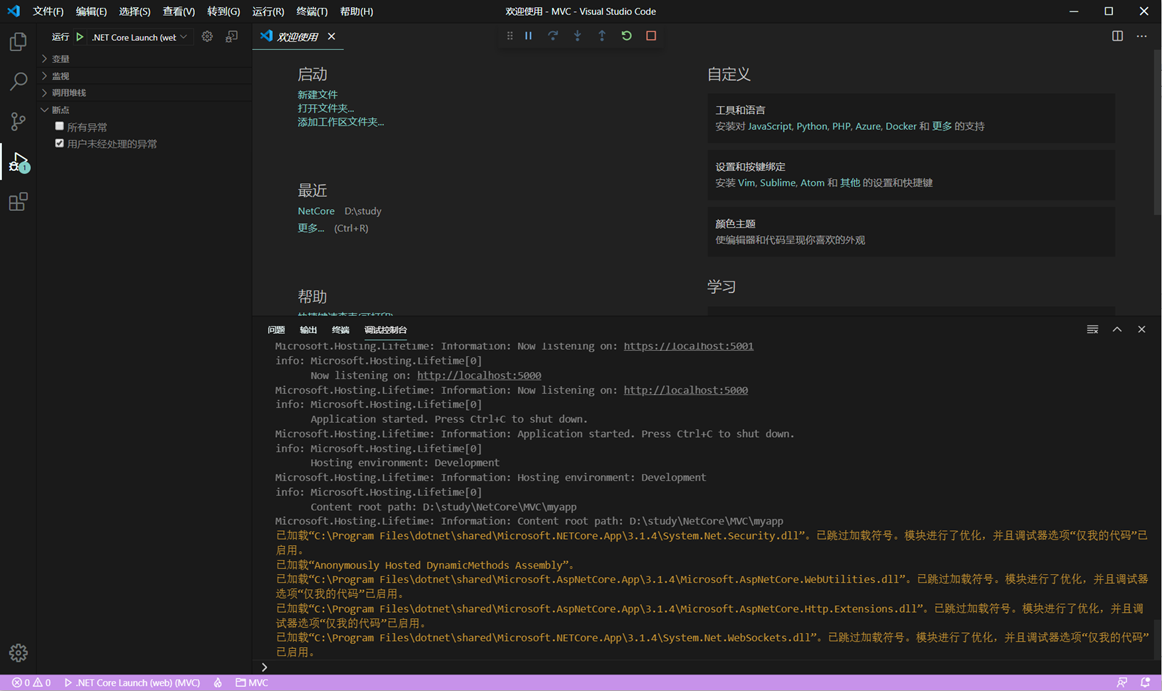 文件(F) 编辑(E) 选择(S) 查看(V) 转到(G) 运行(R) 终端(T) 帮助(H) 欢迎使用 - MVC - Visual Studio Code
运行 .NET Core Launch (wet
变量
监视
调用堆栈
断点
所有异常
用户未经处理的异常
1
欢迎使用
启动
新建文件
打开文件夹...
添加工作区文件夹...
最近
NetCore D:\study
更多... (Ctrl+R)
帮助
自定义
工具和语言
安装对 JavaScript, Python, PHP, Azure, Docker 和 更多 的支持
设置和按键绑定
安装 Vim, Sublime, Atom 和 其他 的设置和快捷键
颜色主题
使编辑器和代码呈现你喜欢的外观
学习
问题 输出 终端 调试控制台
Microsoft.Hosting.Lifetime: Information: Now listening on: https://localhost:5001
info: Microsoft.Hosting.Lifetime[0]
Now listening on: http://localhost:5000
Microsoft.Hosting.Lifetime: Information: Now listening on: http://localhost:5000
info: Microsoft.Hosting.Lifetime[0]
Application started. Press Ctrl+C to shut down.
Microsoft.Hosting.Lifetime: Information: Application started. Press Ctrl+C to shut down.
info: Microsoft.Hosting.Lifetime[0]
Hosting environment: Development
Microsoft.Hosting.Lifetime: Information: Hosting environment: Development
info: Microsoft.Hosting.Lifetime[0]
Content root path: D:\study\NetCore\MVC\myapp
Microsoft.Hosting.Lifetime: Information: Content root path: D:\study\NetCore\MVC\myapp
已加载“C:\Program Files\dotnet\shared\Microsoft.NETCore.App\3.1.4\System.Net.Security.dll”。已跳过加载符号。模块进行了优化，并且调试器选项“仅我的代码”已
启用。
已加载“Anonymously Hosted DynamicMethods Assembly”。
已加载“C:\Program Files\dotnet\shared\Microsoft.AspNetCore.App\3.1.4\Microsoft.AspNetCore.WebUtilities.dll”。已跳过加载符号。模块进行了优化，并且调试器
选项“仅我的代码”已启用。
已加载“C:\Program Files\dotnet\shared\Microsoft.AspNetCore.App\3.1.4\Microsoft.AspNetCore.Http.Extensions.dll”。已跳过加载符号。模块进行了优化，并且调
试器选项“仅我的代码”已启用。
已加载“C:\Program Files\dotnet\shared\Microsoft.NETCore.App\3.1.4\System.Net.WebSockets.dll”。已跳过加载符号。模块进行了优化，并且调试器选项“仅我的代码”
已启用。
0 0 .NET Core Launch (web) (MVC) MVC